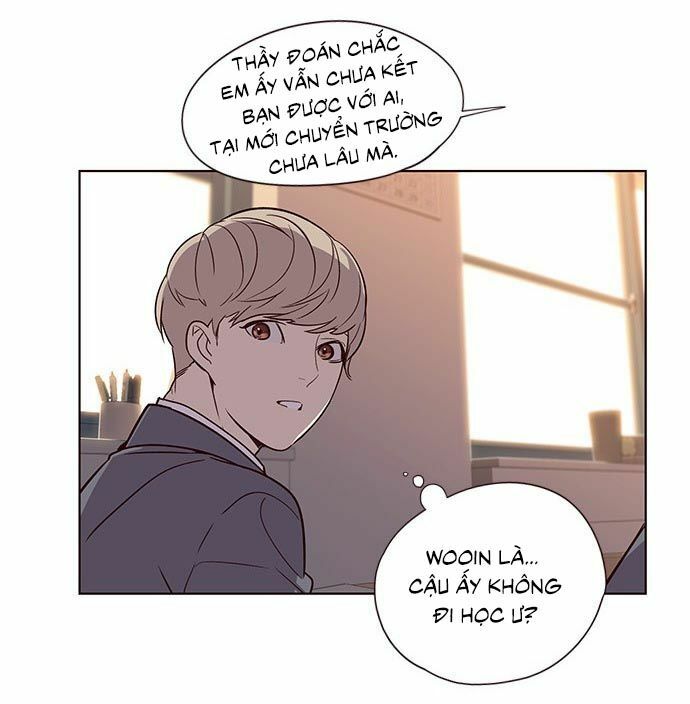 THẦY ĐOÁN CHẮC
EM ẤY VẪN CHƯA KẾT
BẠN ĐƯỢC VỚI AI,
TẠI MỚI CHUYỂN TRƯỜNG
CHƯA LÂU MÀ.
WOOIN LÀ...
CẬU ẤY KHÔNG
ĐI HỌC Ư?